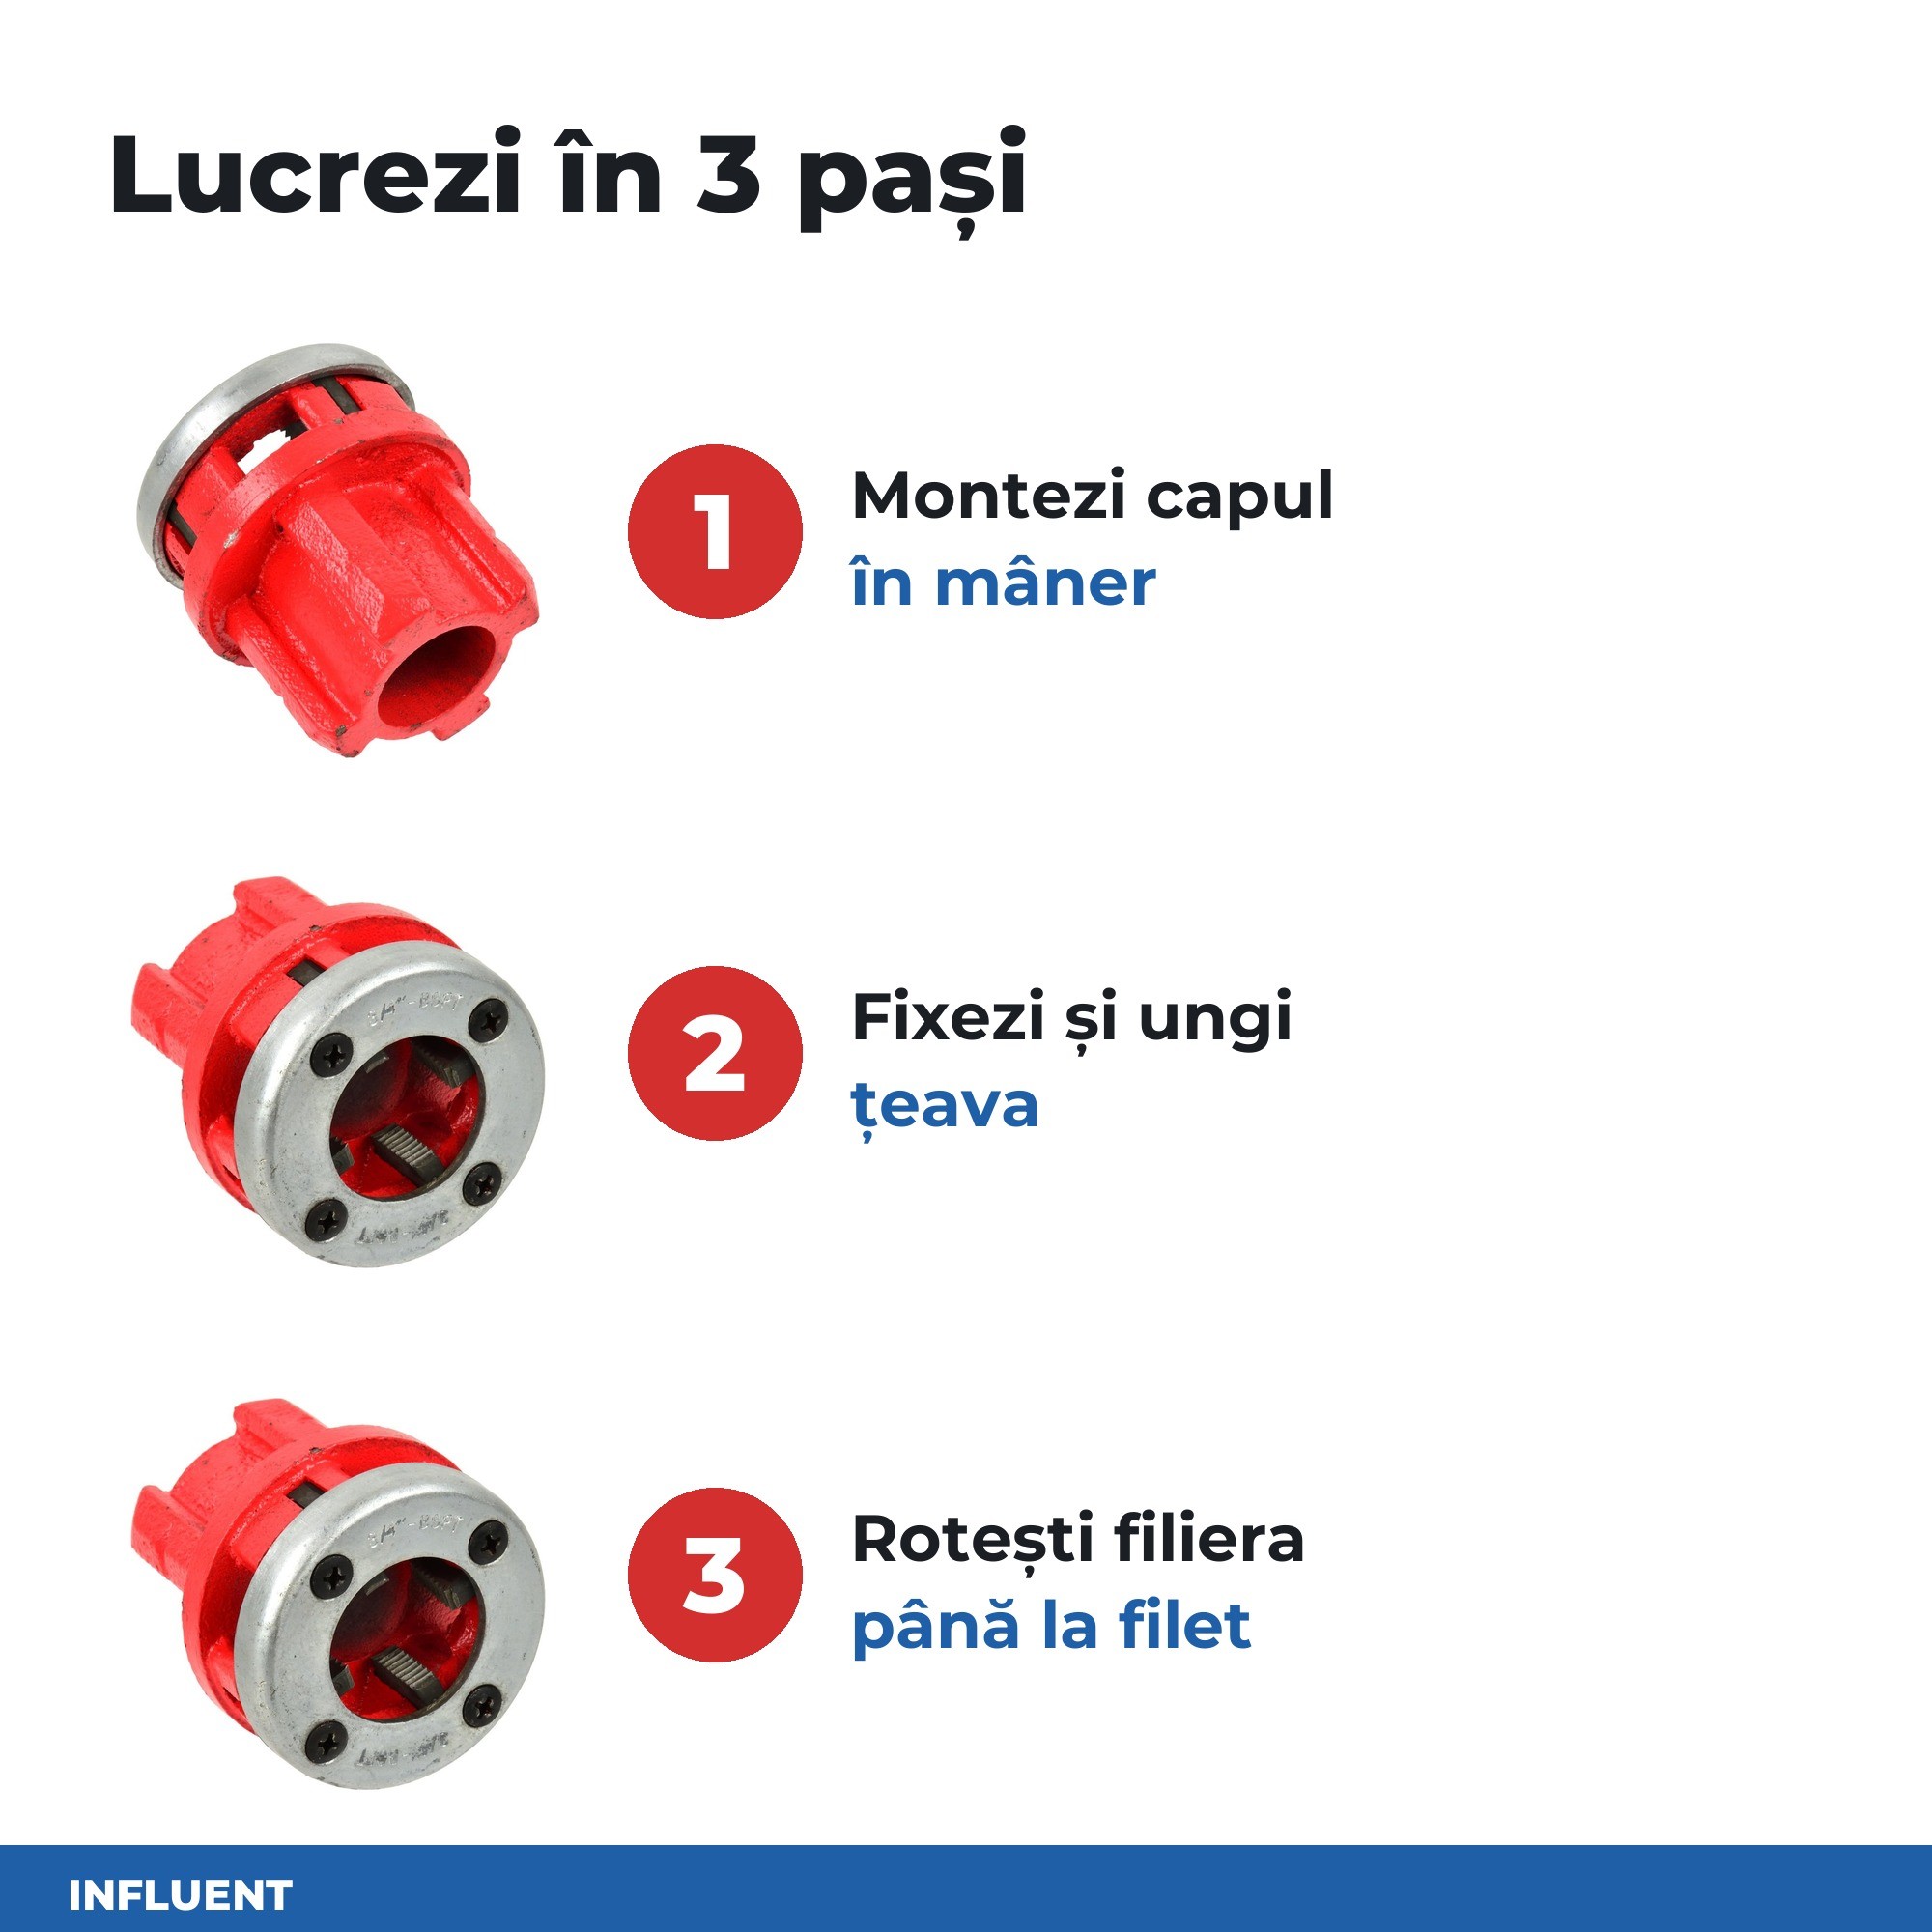 Lucrezi în 3 pași
1
Montezi capul
în mâner
2
Fixezi și ungi
țeava
3
Rotești filiera
până la filet
INFLUENT